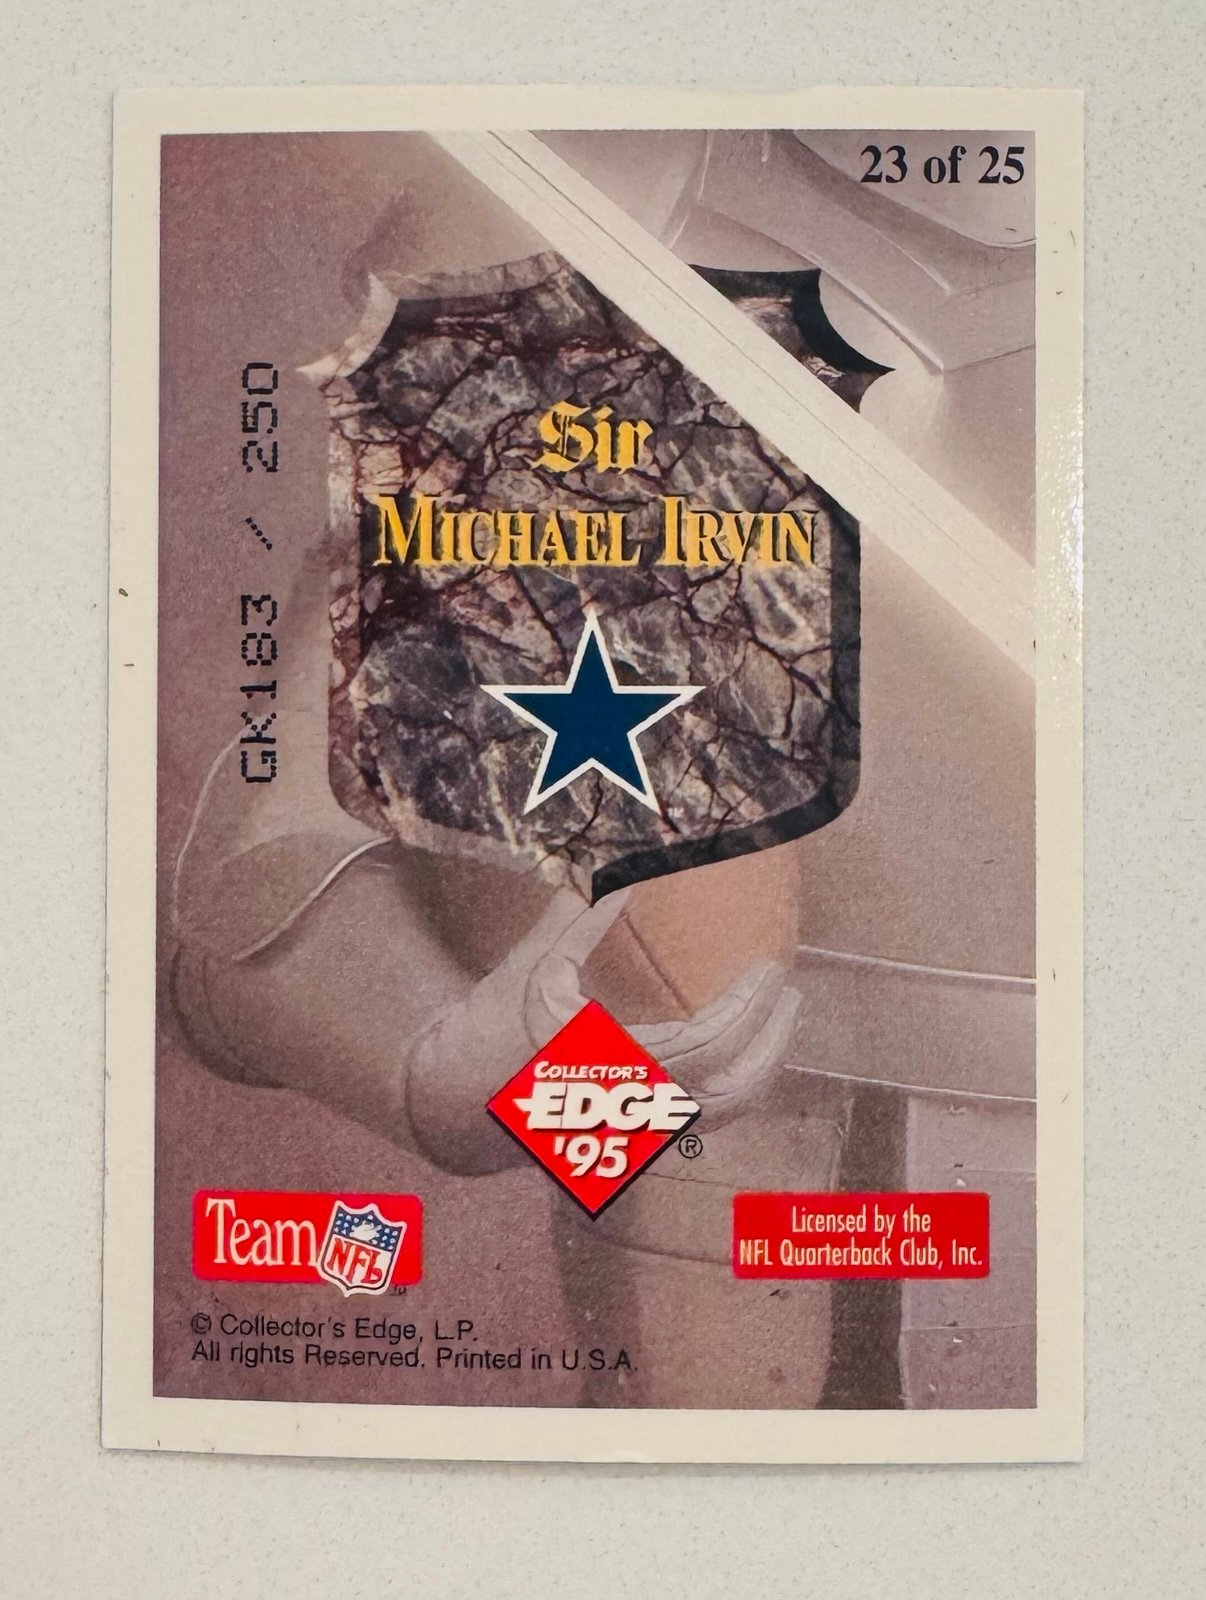 23 of 25
GK183 / 250
Sir
MICHAEL IRVIN
COLLECTOR'S
EDGE
'95
®
Team NFL
Licensed by the
NFL Quarterback Club, Inc.
© Collector's Edge, L.P.
All rights Reserved. Printed in U.S.A.